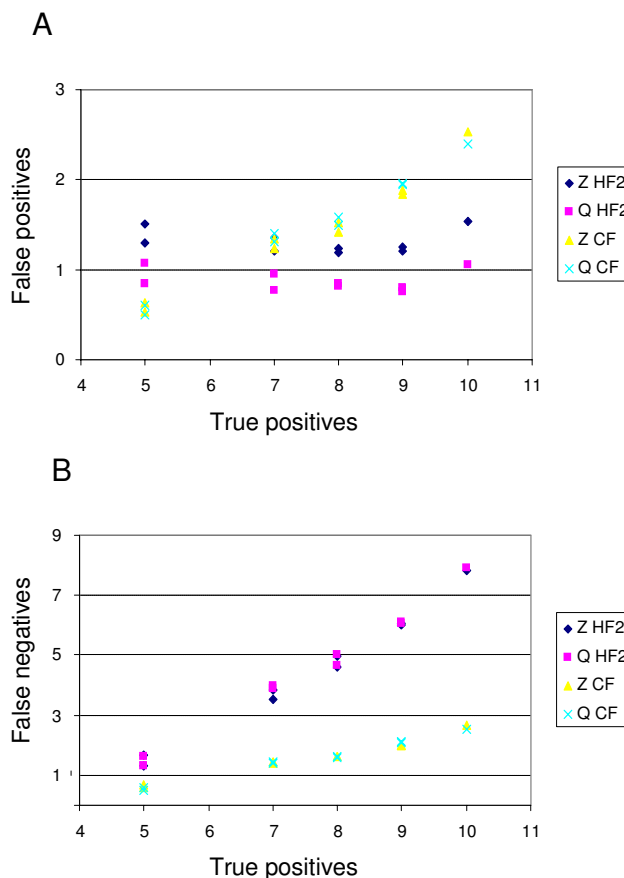 A
3
2
1
0
False positives
4 5 6 7 8 9 10 11
True positives
Z HF2
Q HF2
Z CF
Q CF
B
9
7
5
3
1
False negatives
4 5 6 7 8 9 10 11
True positives
Z HF2
Q HF2
Z CF
Q CF